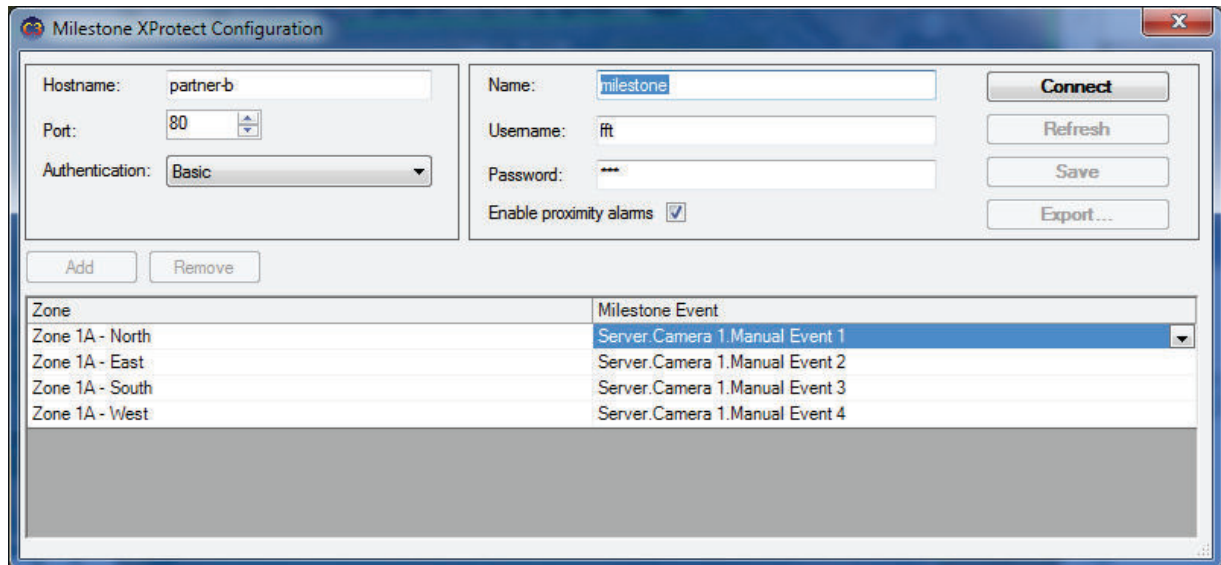 Milestone XProtect Configuration
Hostname: partner-b
Port: 80
Authentication: Basic
Name: milestone
Username: fft
Password: ***
Enable proximity alarms
Connect
Refresh
Save
Export...
Add Remove
Zone Milestone Event
Zone 1A - North Server.Camera 1.Manual Event 1
Zone 1A - East Server.Camera 1.Manual Event 2
Zone 1A - South Server.Camera 1.Manual Event 3
Zone 1A - West Server.Camera 1.Manual Event 4